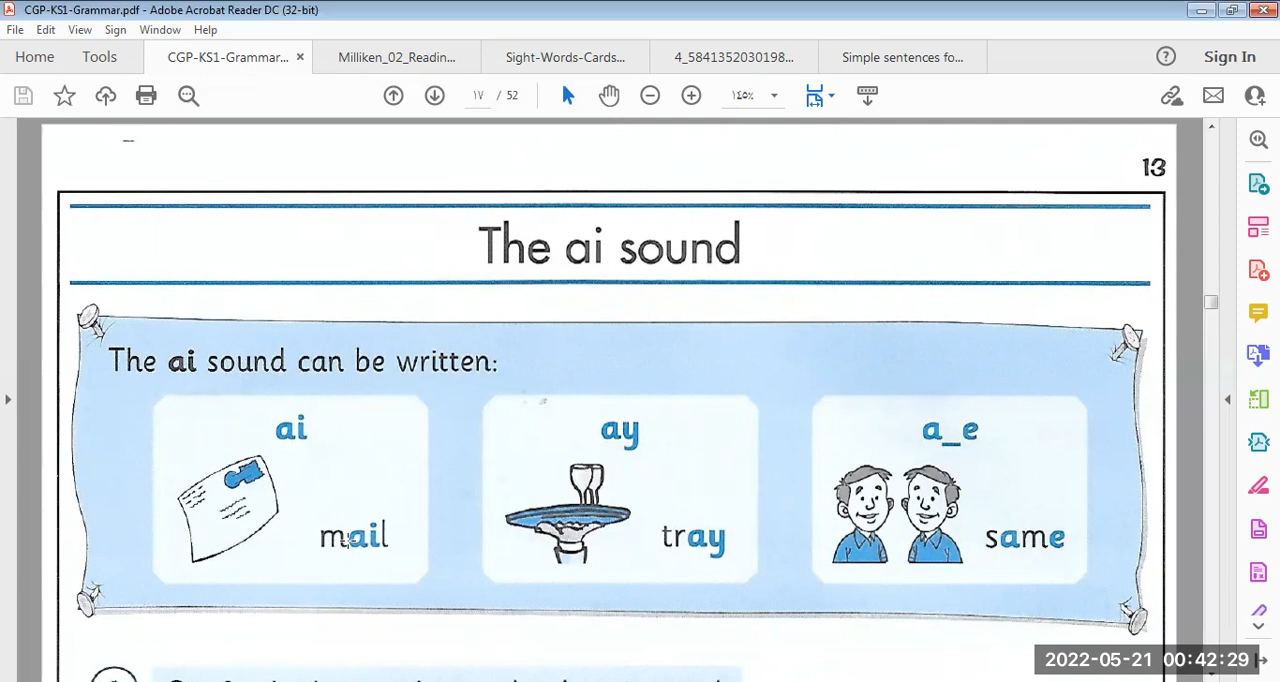 CGP-KS1-Grammar.pdf - Adobe Acrobat Reader DC (32-bit)
File Edit View Sign Window Help
Home Tools CGP-KS1-Grammar... × Milliken_02_Readin... Sight-Words-Cards... 4_5841352030198... Simple sentences fo... Sign In
١٧ / 52 ١٤٥%
13
The ai sound
The ai sound can be written:
ai ay a_e
mail tray same
2022-05-21 00:42:29